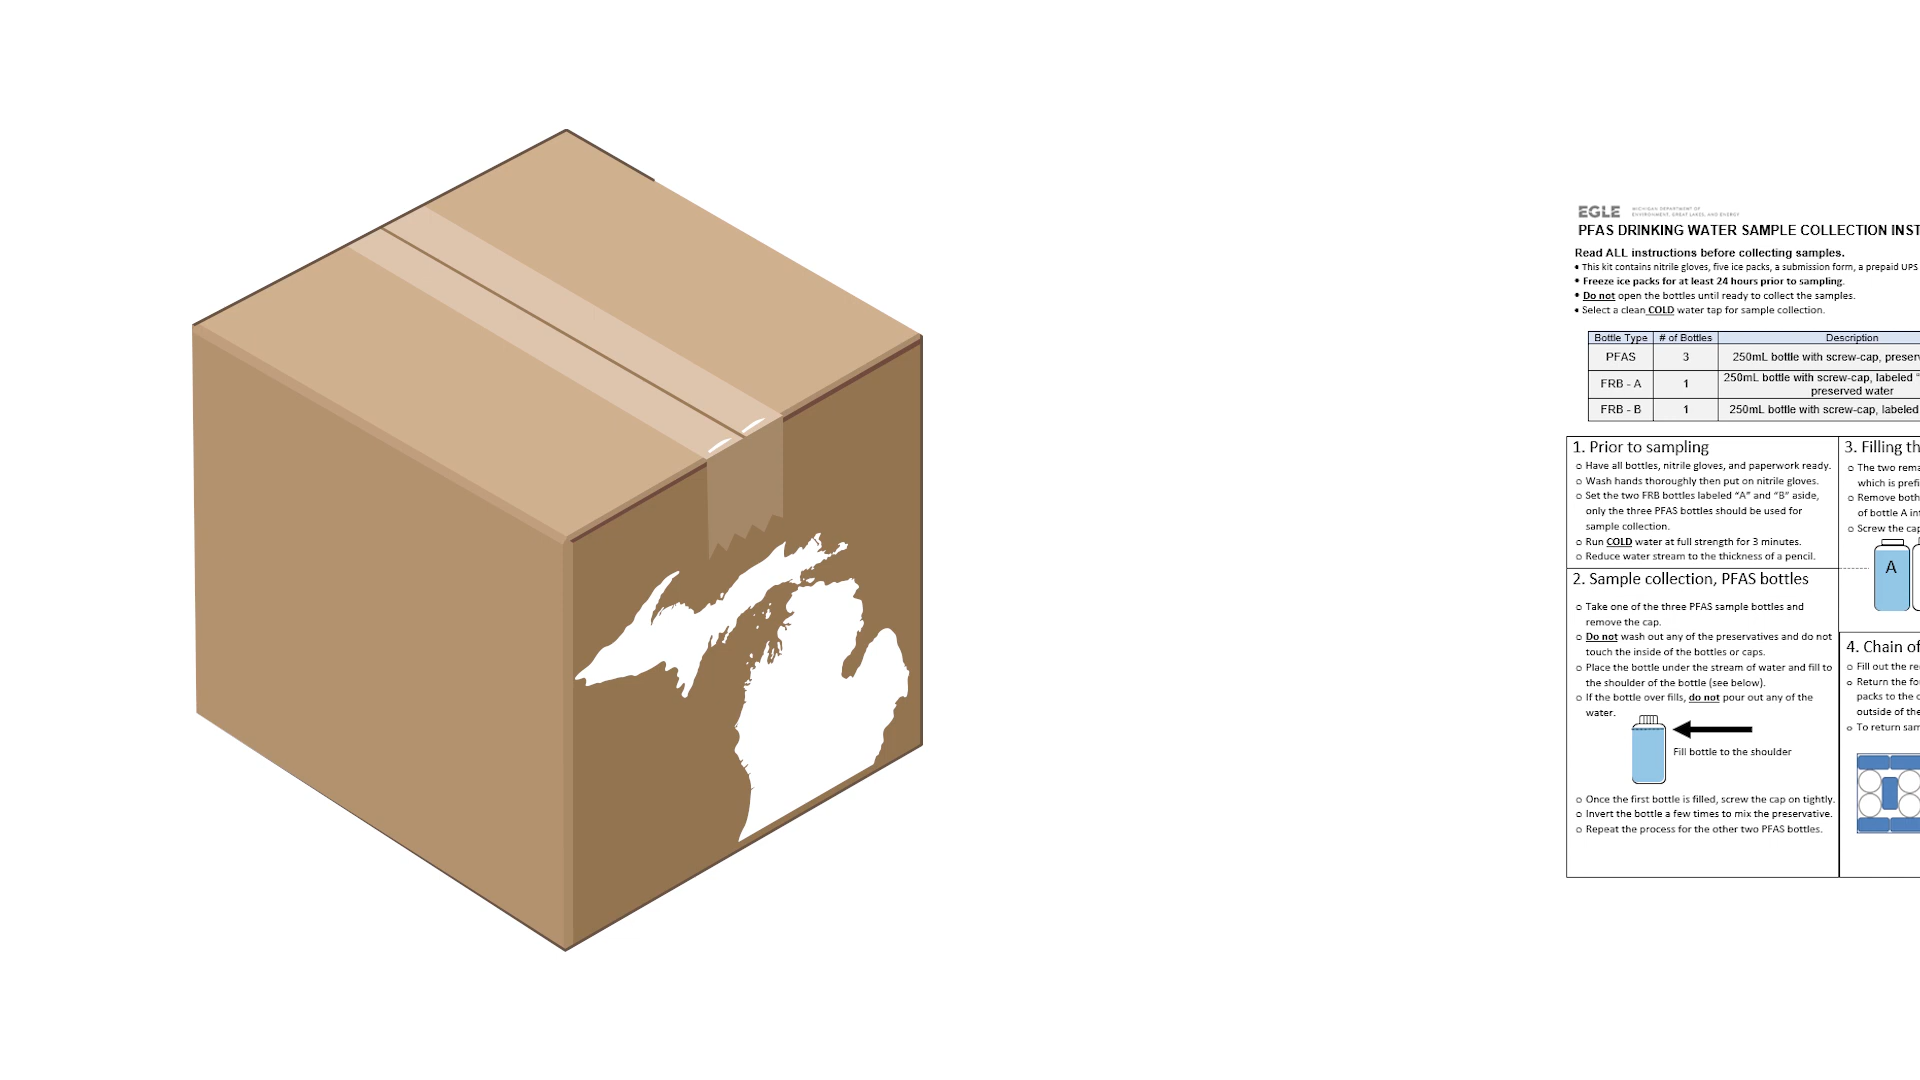 EGLE MICHIGAN DEPARTMENT OF
ENVIRONMENT, GREAT LAKES, AND ENERGY
PFAS DRINKING WATER SAMPLE COLLECTION INST
Read ALL instructions before collecting samples.
• This kit contains nitrile gloves, five ice packs, a submission form, a prepaid UPS
• Freeze ice packs for at least 24 hours prior to sampling.
• Do not open the bottles until ready to collect the samples.
• Select a clean COLD water tap for sample collection.
Bottle Type # of Bottles Description
PFAS 3 250mL bottle with screw-cap, preserv
FRB - A 1 250mL bottle with screw-cap, labeled "
preserved water
FRB - B 1 250mL bottle with screw-cap, labeled
1. Prior to sampling
o Have all bottles, nitrile gloves, and paperwork ready.
o Wash hands thoroughly then put on nitrile gloves.
o Set the two FRB bottles labeled “A” and “B” aside,
only the three PFAS bottles should be used for
sample collection.
o Run COLD water at full strength for 3 minutes.
o Reduce water stream to the thickness of a pencil.
2. Sample collection, PFAS bottles
o Take one of the three PFAS sample bottles and
remove the cap.
o Do not wash out any of the preservatives and do not
touch the inside of the bottles or caps.
o Place the bottle under the stream of water and fill to
the shoulder of the bottle (see below).
o If the bottle over fills, do not pour out any of the
water.
Fill bottle to the shoulder
o Once the first bottle is filled, screw the cap on tightly.
o Invert the bottle a few times to mix the preservative.
o Repeat the process for the other two PFAS bottles.
3. Filling th
o The two rema
which is prefi
o Remove both
of bottle A in
o Screw the cap
A
4. Chain of
o Fill out the re
o Return the fo
packs to the c
outside of the
o To return sam